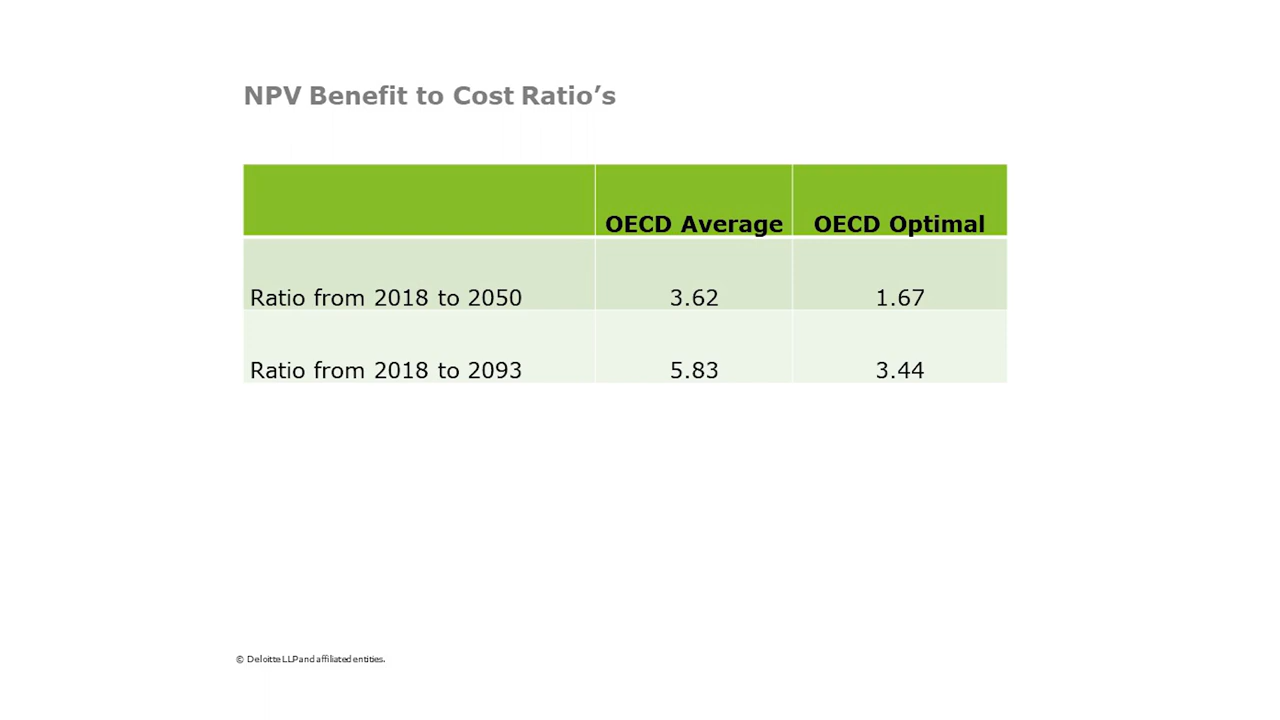 NPV Benefit to Cost Ratio’s
OECD Average OECD Optimal
Ratio from 2018 to 2050 3.62 1.67
Ratio from 2018 to 2093 5.83 3.44
© Deloitte LLP and affiliated entities.